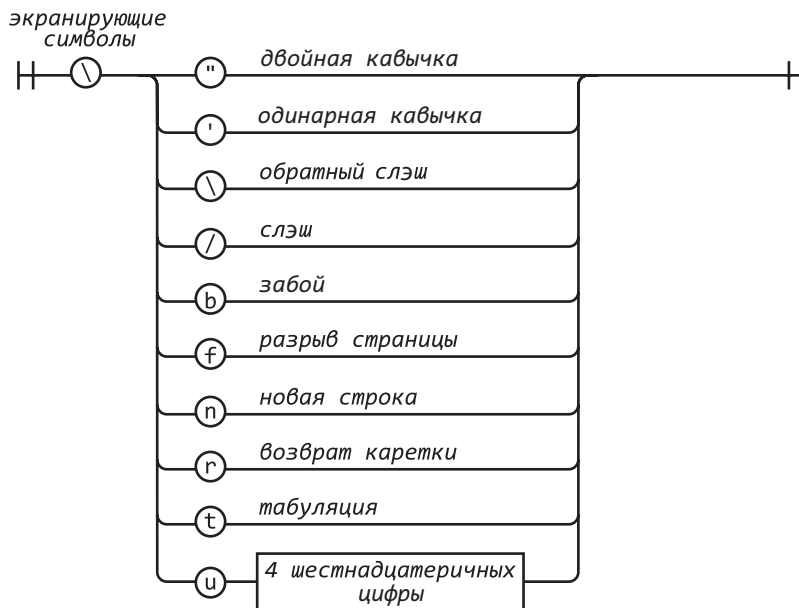 экранирующие
символы
\
" двойная кавычка
' одинарная кавычка
\ обратный слэш
/ слэш
b забой
f разрыв страницы
n новая строка
r возврат каретки
t табуляция
u 4 шестнадцатеричных
цифры